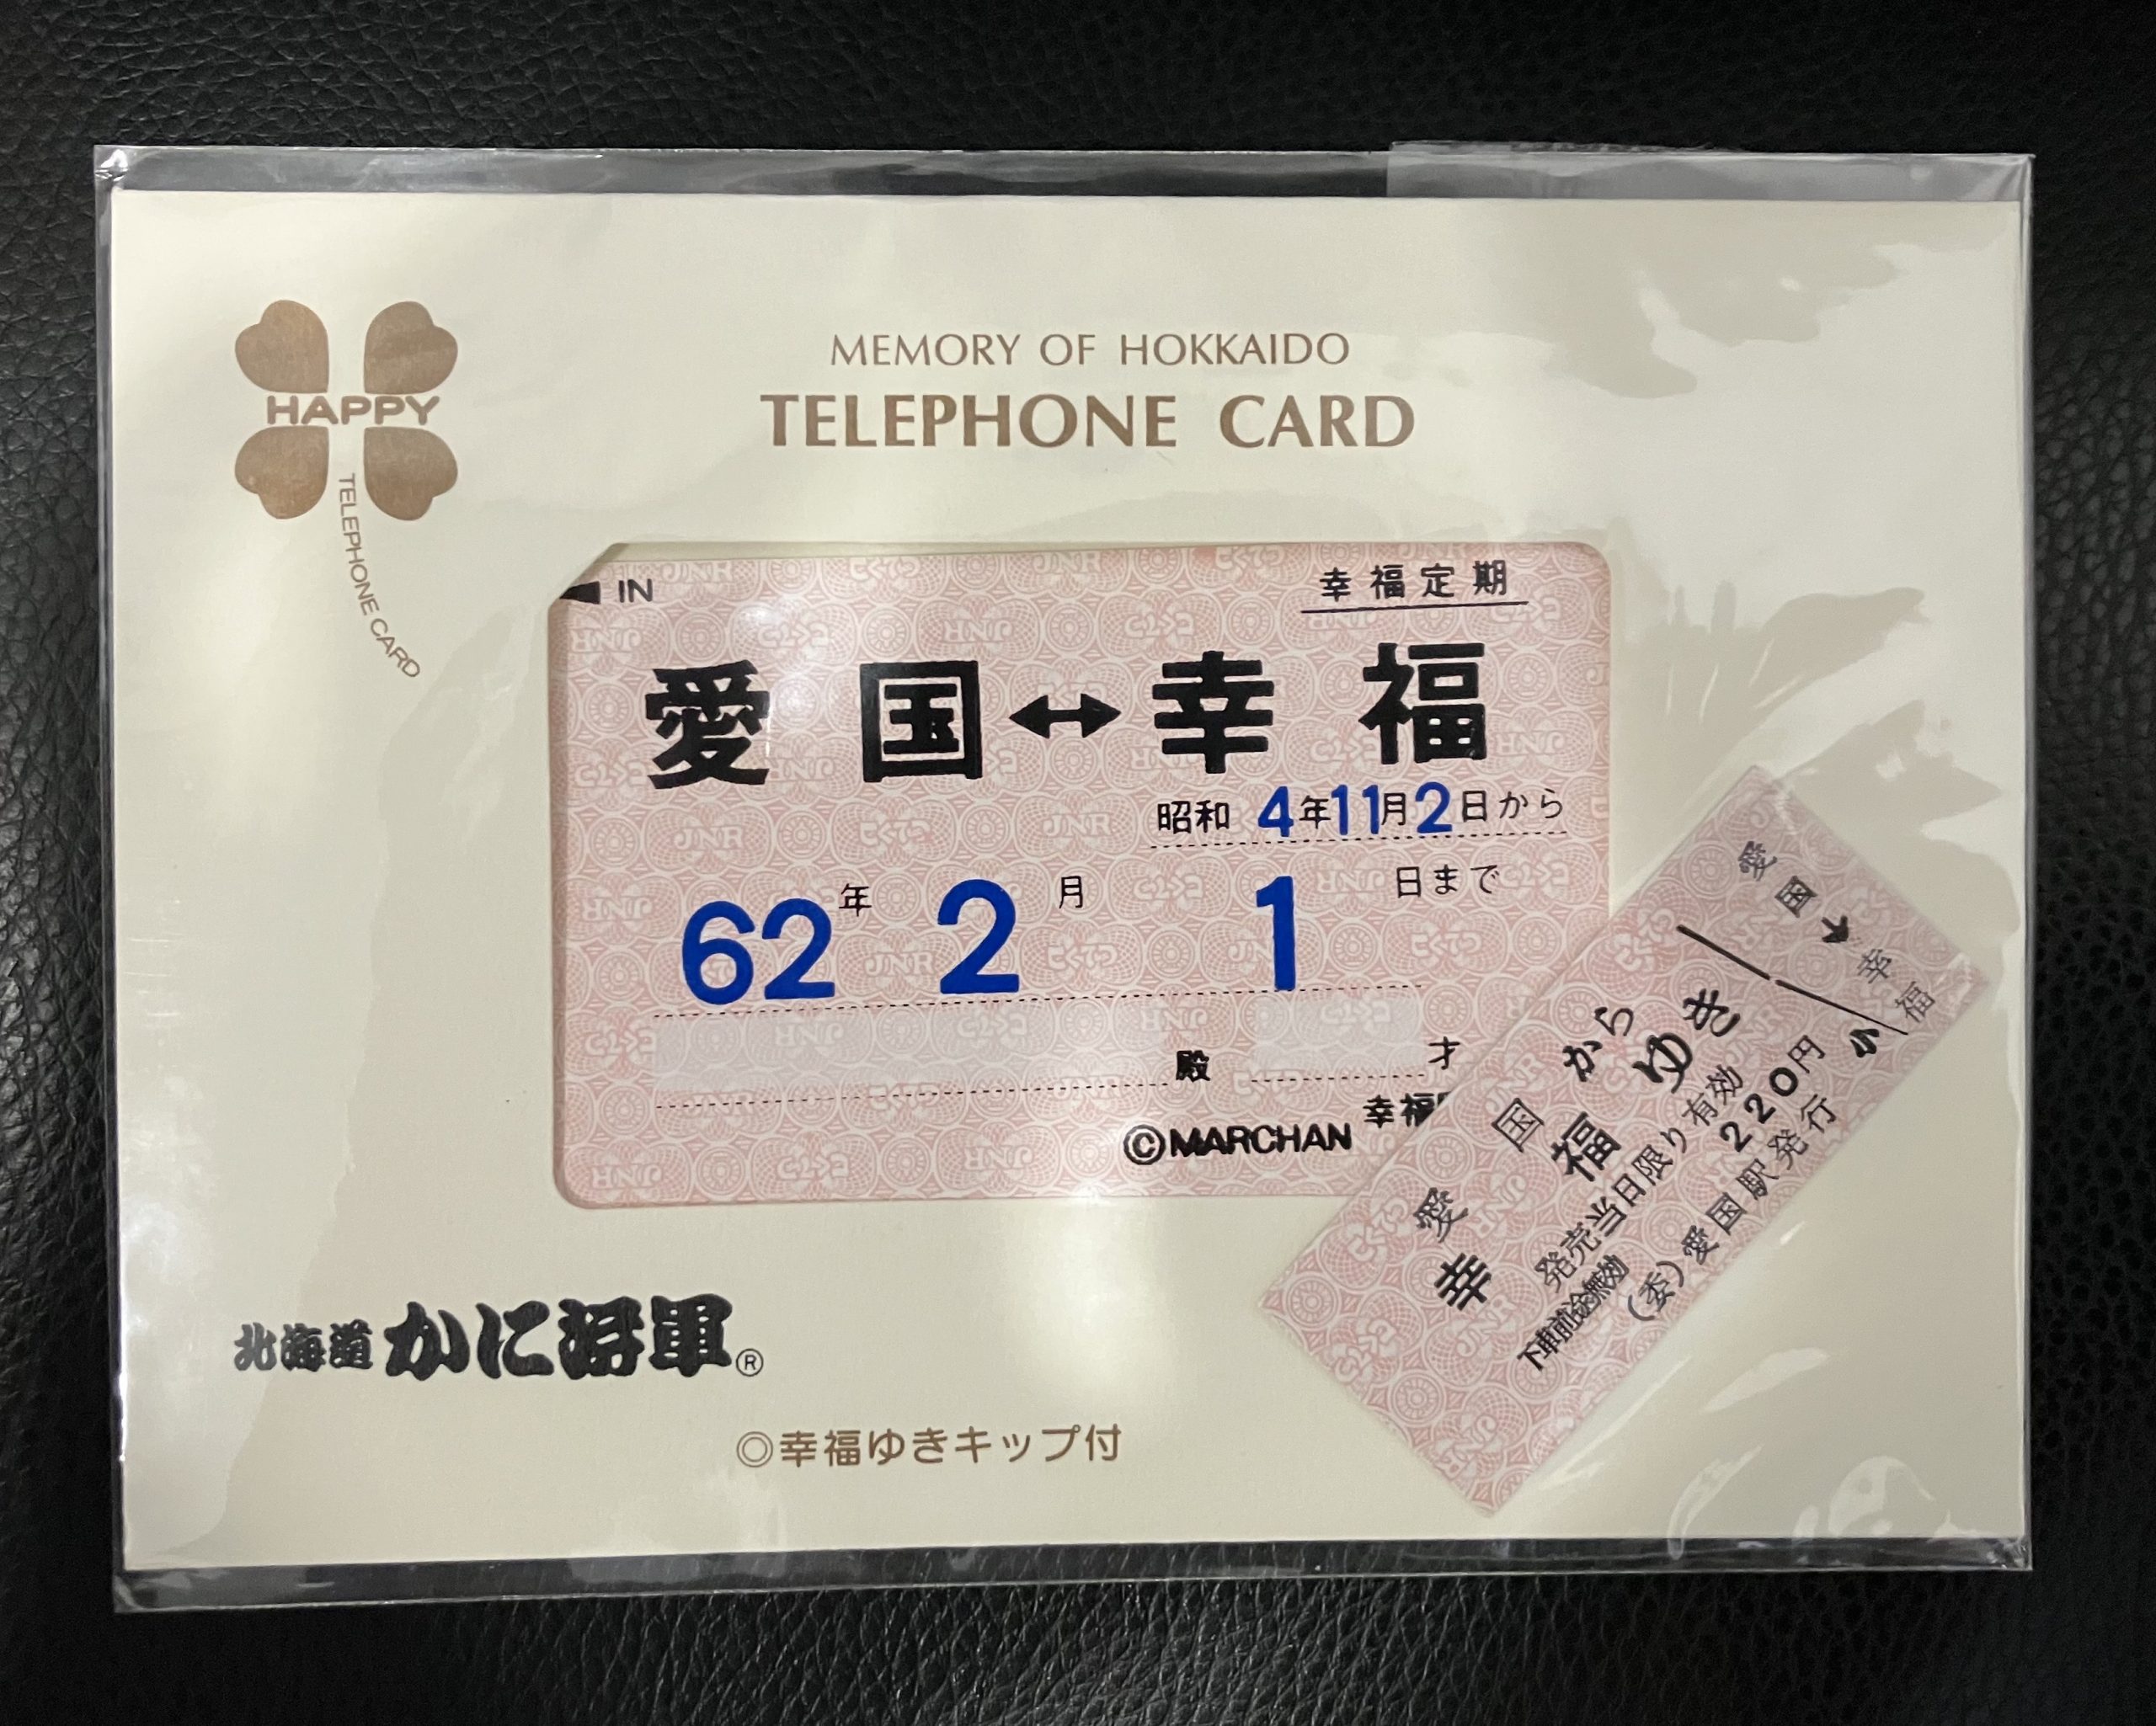 HAPPY
TELEPHONE CARD
MEMORY OF HOKKAIDO
TELEPHONE CARD
IN
幸福定期
愛国↔幸福
昭和 4年11月2日から
62年 2月 1日まで
殿 才
幸福
©MARCHAN
愛国→幸福
愛国から
幸福ゆき
発売当日限り有効
下車前途無効
220円
小
(委)愛国駅発行
北海道かに将軍®
◎幸福ゆきキップ付